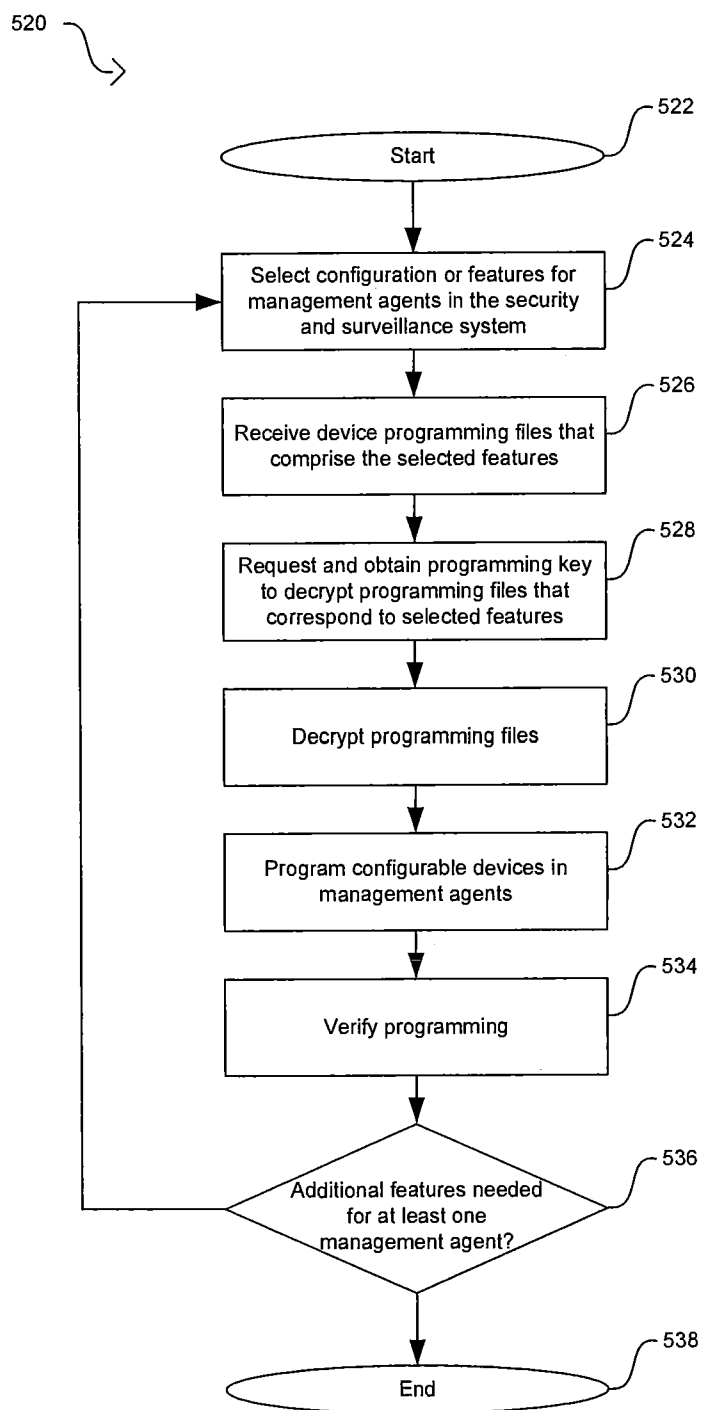 520
522
Start
524
Select configuration or features for
management agents in the security
and surveillance system
526
Receive device programming files that
comprise the selected features
528
Request and obtain programming key
to decrypt programming files that
correspond to selected features
530
Decrypt programming files
532
Program configurable devices in
management agents
534
Verify programming
536
Additional features needed
for at least one
management agent?
538
End